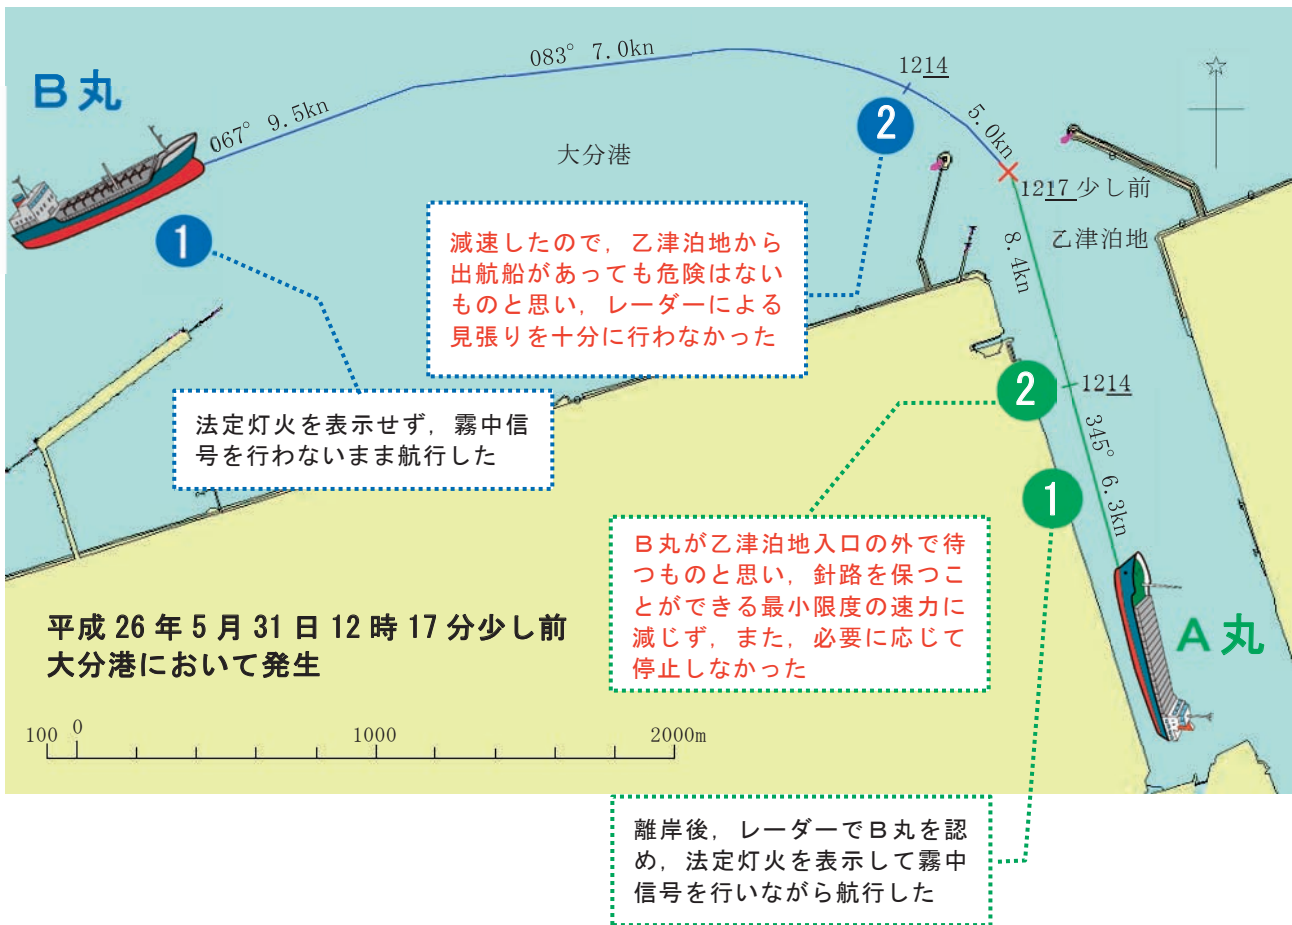 B丸
067° 9.5kn
083° 7.0kn
1214
5.0kn
大分港
1217少し前
乙津泊地
8.4kn
1
2
減速したので，乙津泊地から
出航船があっても危険はない
ものと思い，レーダーによる
見張りを十分に行わなかった
法定灯火を表示せず，霧中信
号を行わないまま航行した
2
1214
345° 6.3kn
1
B丸が乙津泊地入口の外で待
つものと思い，針路を保つこ
とができる最小限度の速力に
減じず，また，必要に応じて
停止しなかった
A丸
平成26年5月31日12時17分少し前
大分港において発生
100 0 1000 2000m
離岸後，レーダーでB丸を認
め，法定灯火を表示して霧中
信号を行いながら航行した